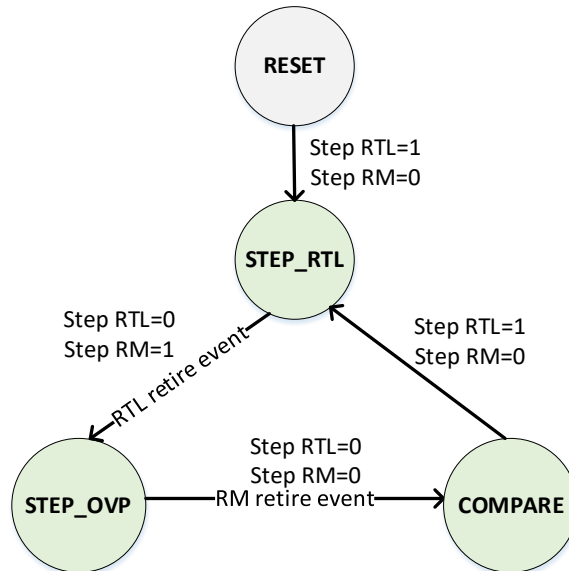 RESET
Step RTL=1
Step RM=0
STEP_RTL
Step RTL=0
Step RM=1
RTL retire event
Step RTL=1
Step RM=0
STEP_OVP
Step RTL=0
Step RM=0
RM retire event
COMPARE